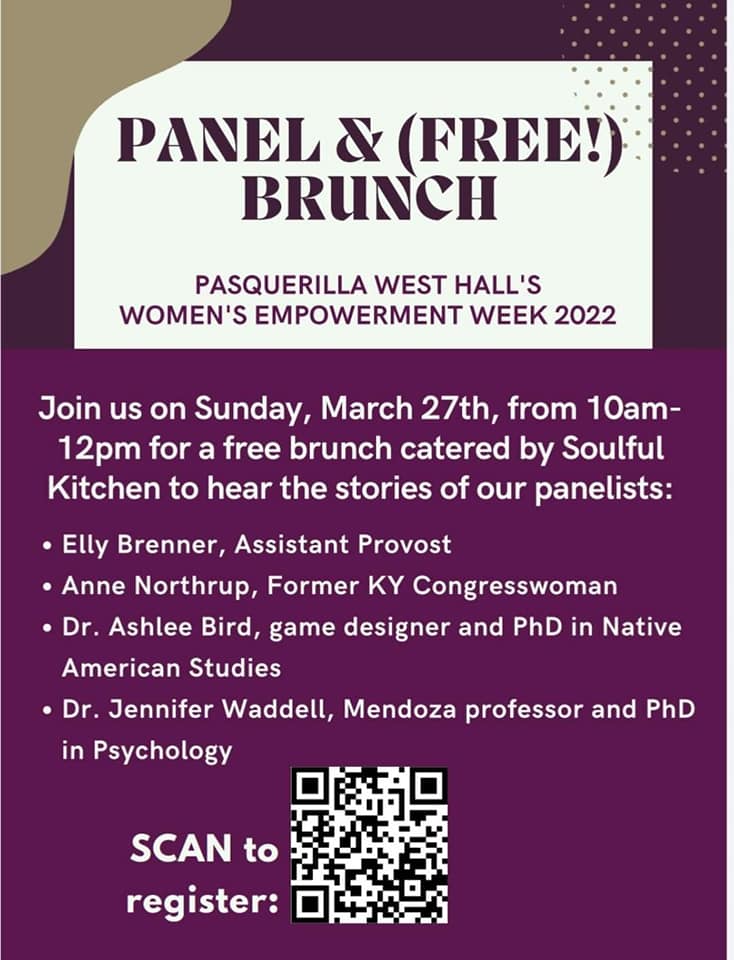 PANEL & (FREE!)
BRUNCH
PASQUERILLA WEST HALL'S
WOMEN'S EMPOWERMENT WEEK 2022
Join us on Sunday, March 27th, from 10am-
12pm for a free brunch catered by Soulful
Kitchen to hear the stories of our panelists:
• Elly Brenner, Assistant Provost
• Anne Northrup, Former KY Congresswoman
• Dr. Ashlee Bird, game designer and PhD in Native
American Studies
• Dr. Jennifer Waddell, Mendoza professor and PhD
in Psychology
SCAN to
register: